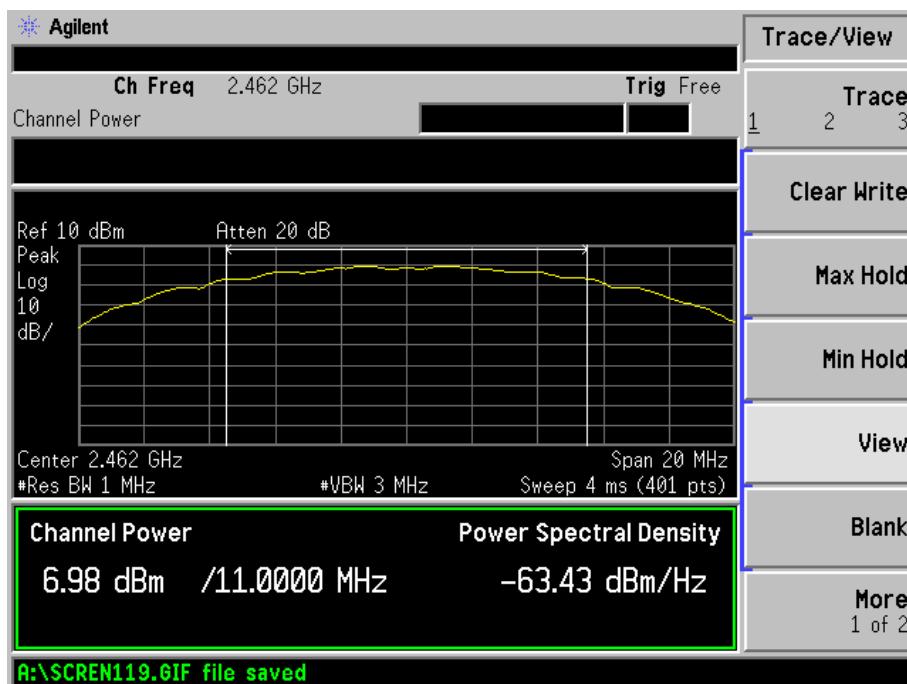 Agilent
Trace/View
Ch Freq 2.462 GHz Trig Free
Channel Power
Trace
1 2 3
Clear Write
Ref 10 dBm Atten 20 dB
Peak
Log
10
dB/
Max Hold
Min Hold
View
Center 2.462 GHz Span 20 MHz
#Res BW 1 MHz #VBW 3 MHz Sweep 4 ms (401 pts)
Channel Power Power Spectral Density
6.98 dBm /11.0000 MHz -63.43 dBm/Hz
Blank
More
1 of 2
A:\SCREN119.GIF file saved